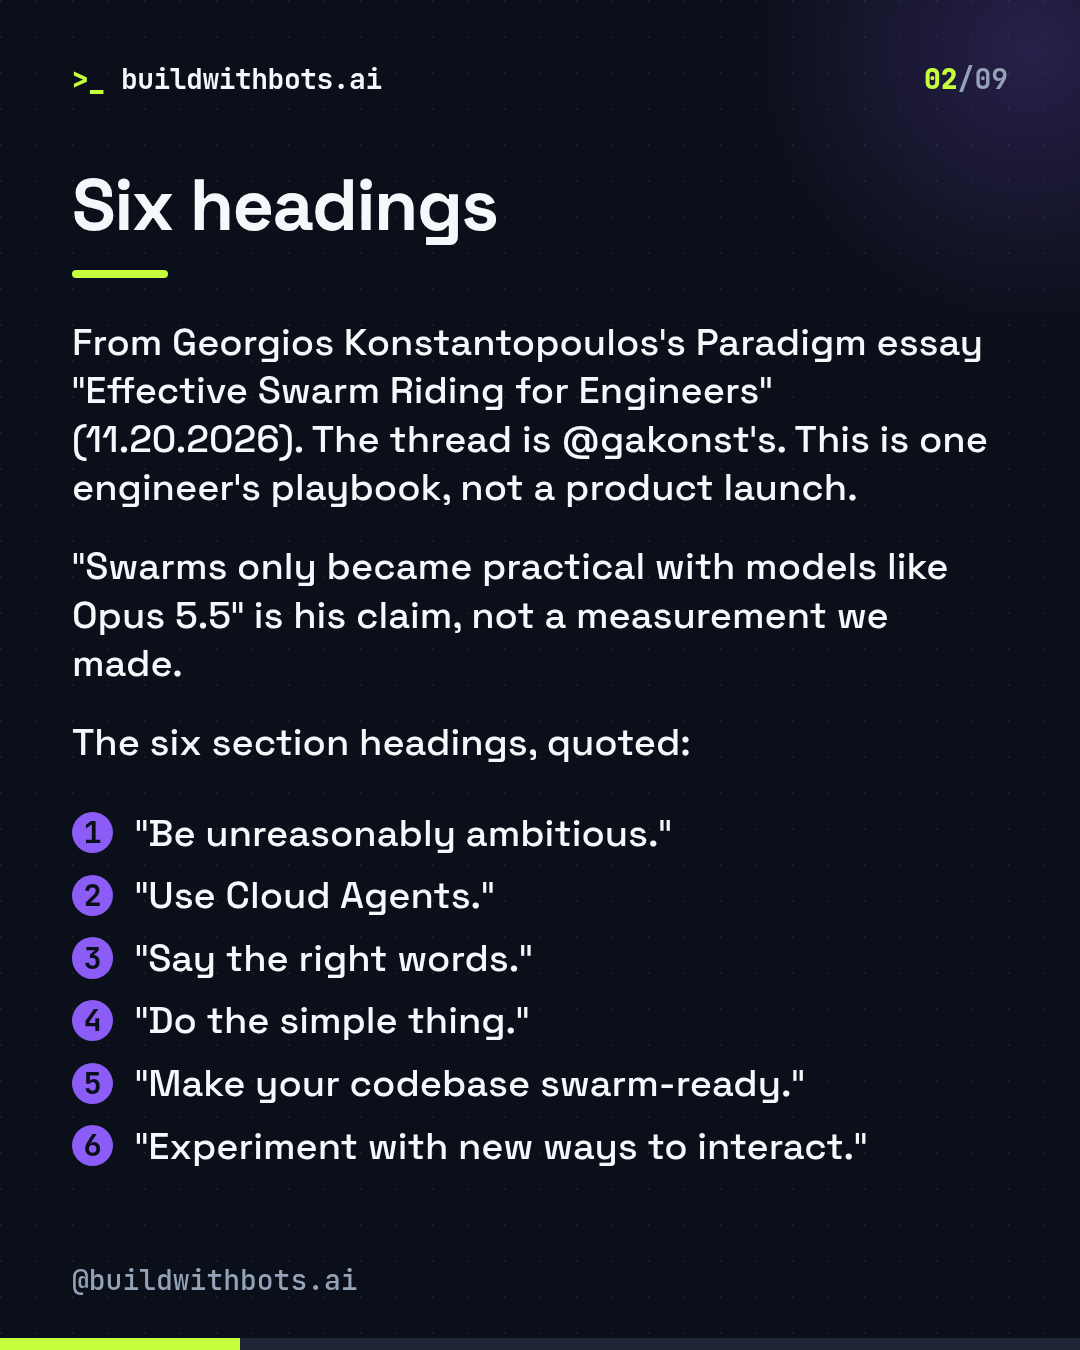 >_ buildwithbots.ai
02/09
Six headings
From Georgios Konstantopoulos's Paradigm essay
"Effective Swarm Riding for Engineers"
(11.20.2026). The thread is @gakonst's. This is one
engineer's playbook, not a product launch.
"Swarms only became practical with models like
Opus 5.5" is his claim, not a measurement we
made.
The six section headings, quoted:
1 "Be unreasonably ambitious."
2 "Use Cloud Agents."
3 "Say the right words."
4 "Do the simple thing."
5 "Make your codebase swarm-ready."
6 "Experiment with new ways to interact."
@buildwithbots.ai